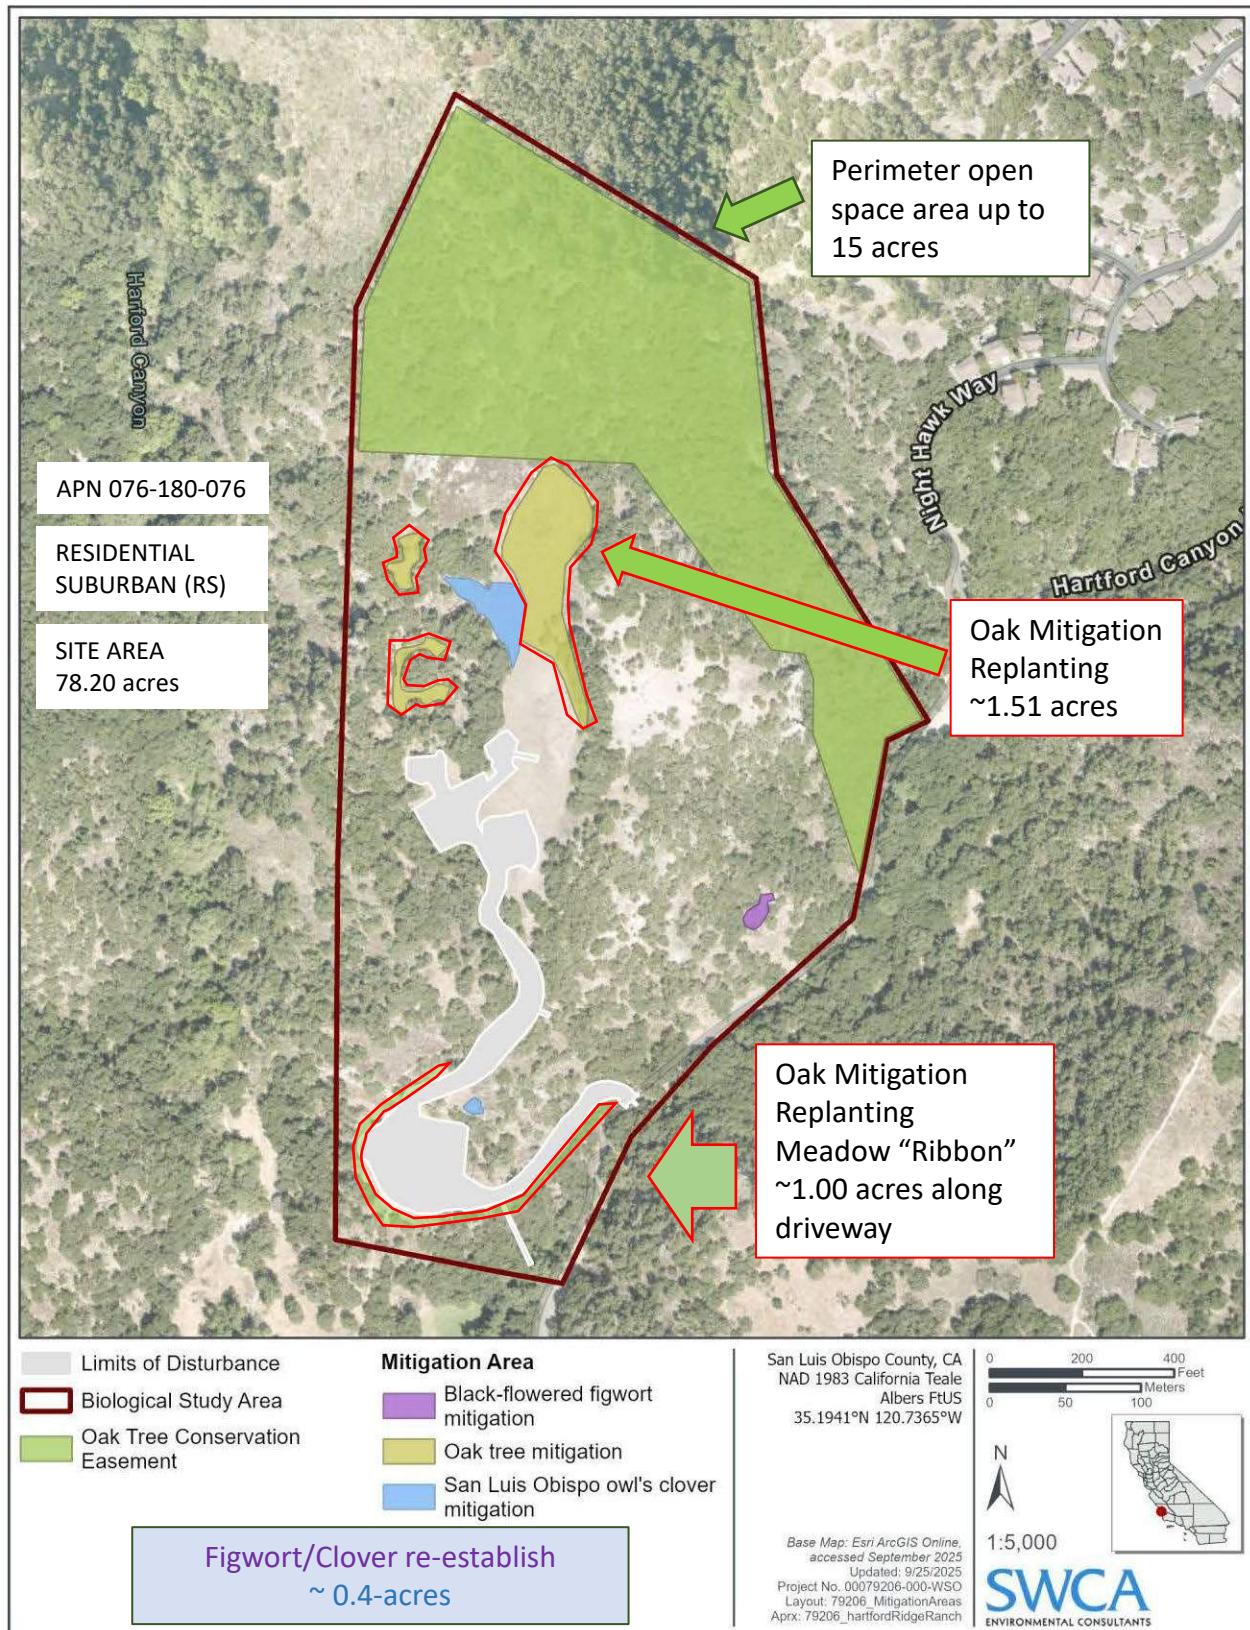 Perimeter open
space area up to
15 acres
Harford Canyon
Night Hawk Way
Hartford Canyon
APN 076-180-076
RESIDENTIAL
SUBURBAN (RS)
SITE AREA
78.20 acres
Oak Mitigation
Replanting
~1.51 acres
Oak Mitigation
Replanting
Meadow “Ribbon”
~1.00 acres along
driveway
Limits of Disturbance
Biological Study Area
Oak Tree Conservation
Easement
Mitigation Area
Black-flowered figwort
mitigation
Oak tree mitigation
San Luis Obispo owl's clover
mitigation
Figwort/Clover re-establish
~ 0.4-acres
San Luis Obispo County, CA
NAD 1983 California Teale
Albers FtUS
35.1941°N 120.7365°W
Base Map: Esri ArcGIS Online,
accessed September 2025
Updated: 9/25/2025
Project No. 00079206-000-WSO
Layout: 79206_MitigationAreas
Aprx: 79206_hartfordRidgeRanch
0 200 400
Feet
Meters
0 50 100
N
1:5,000
SWCA
ENVIRONMENTAL CONSULTANTS